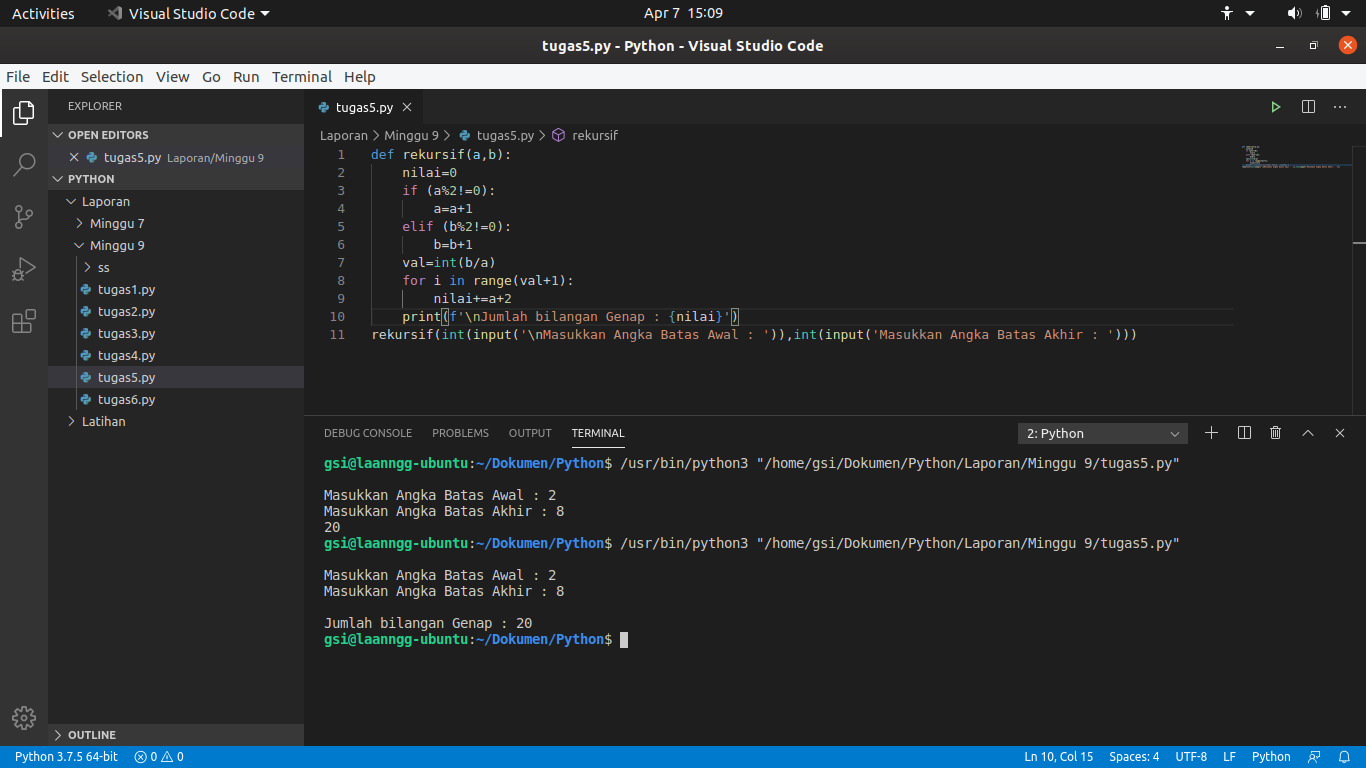 Activities Visual Studio Code Apr 7 15:09
tugas5.py - Python - Visual Studio Code
File Edit Selection View Go Run Terminal Help
EXPLORER
OPEN EDITORS
tugas5.py Laporan/Minggu 9
PYTHON
Laporan
Minggu 7
Minggu 9
ss
tugas1.py
tugas2.py
tugas3.py
tugas4.py
tugas5.py
tugas6.py
Latihan
OUTLINE
tugas5.py
Laporan > Minggu 9 > tugas5.py > rekursif
1 def rekursif(a,b):
2     nilai=0
3     if (a%2!=0):
4         a=a+1
5     elif (b%2!=0):
6         b=b+1
7     val=int(b/a)
8     for i in range(val+1):
9         nilai+=a+2
10     print(f'\nJumlah bilangan Genap : {nilai}')
11 rekursif(int(input('\nMasukkan Angka Batas Awal : ')),int(input('Masukkan Angka Batas Akhir : ')))
DEBUG CONSOLE PROBLEMS OUTPUT TERMINAL 2: Python
gsi@laanngg-ubuntu:~/Dokumen/Python$ /usr/bin/python3 "/home/gsi/Dokumen/Python/Laporan/Minggu 9/tugas5.py"
Masukkan Angka Batas Awal : 2
Masukkan Angka Batas Akhir : 8
20
gsi@laanngg-ubuntu:~/Dokumen/Python$ /usr/bin/python3 "/home/gsi/Dokumen/Python/Laporan/Minggu 9/tugas5.py"
Masukkan Angka Batas Awal : 2
Masukkan Angka Batas Akhir : 8
Jumlah bilangan Genap : 20
gsi@laanngg-ubuntu:~/Dokumen/Python$
Python 3.7.5 64-bit 0 0 Ln 10, Col 15 Spaces: 4 UTF-8 LF Python